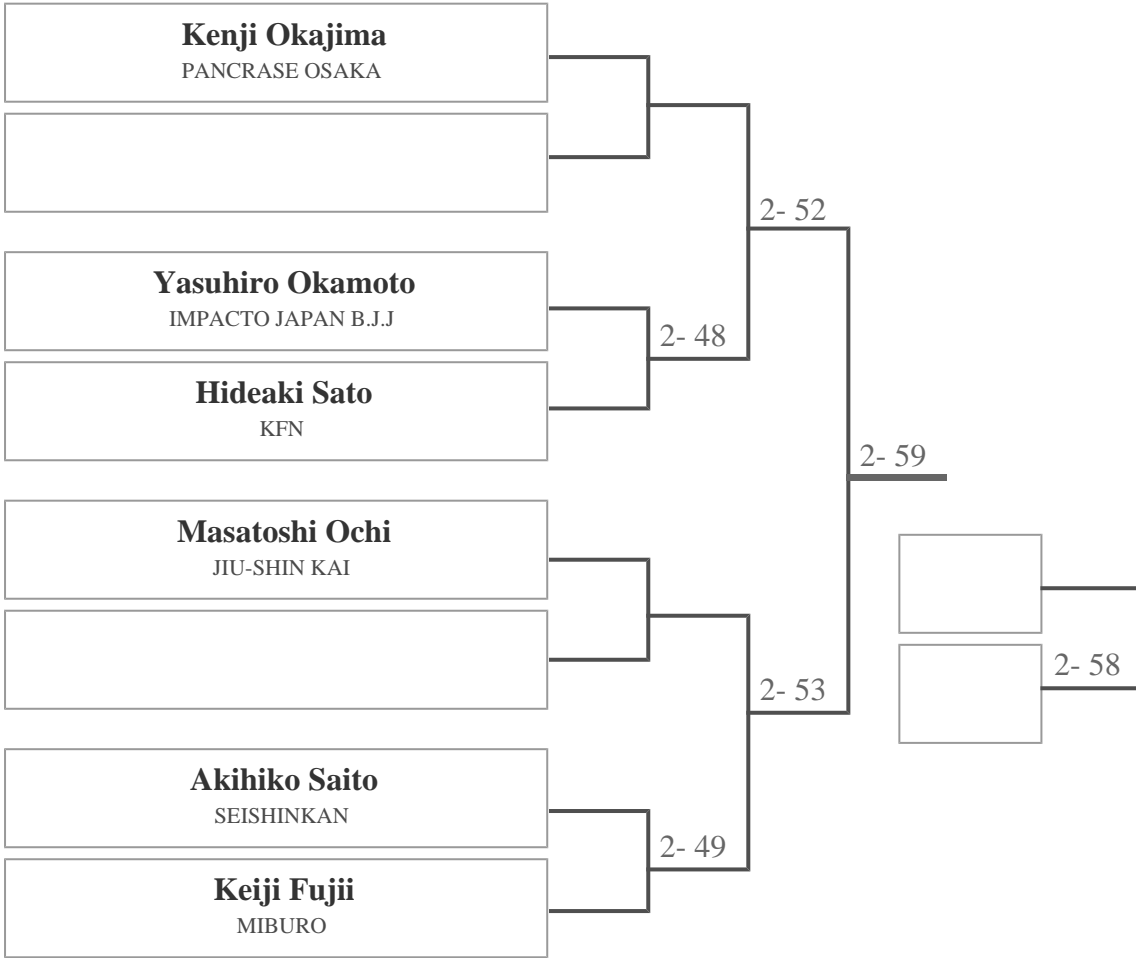 Kenji Okajima
PANCRASE OSAKA
2- 52
Yasuhiro Okamoto
IMPACTO JAPAN B.J.J
2- 48
Hideaki Sato
KFN
2- 59
Masatoshi Ochi
JIU-SHIN KAI
2- 58
2- 53
Akihiko Saito
SEISHINKAN
2- 49
Keiji Fujii
MIBURO